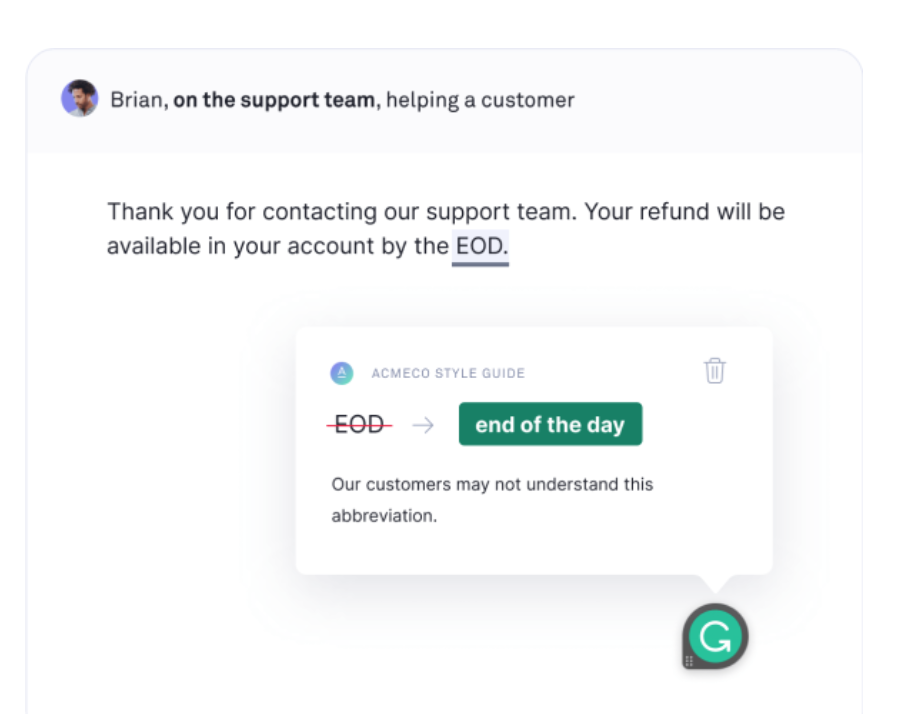 Brian, on the support team, helping a customer
Thank you for contacting our support team. Your refund will be
available in your account by the EOD.
ACMECO STYLE GUIDE
EOD → end of the day
Our customers may not understand this
abbreviation.